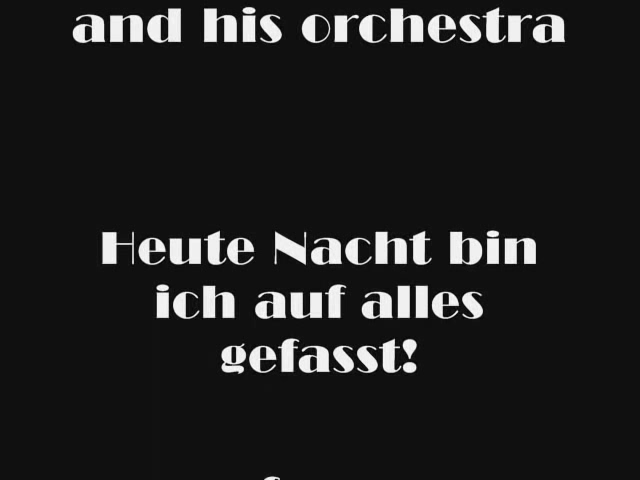 and his orchestra
Heute Nacht bin
ich auf alles
gefasst!